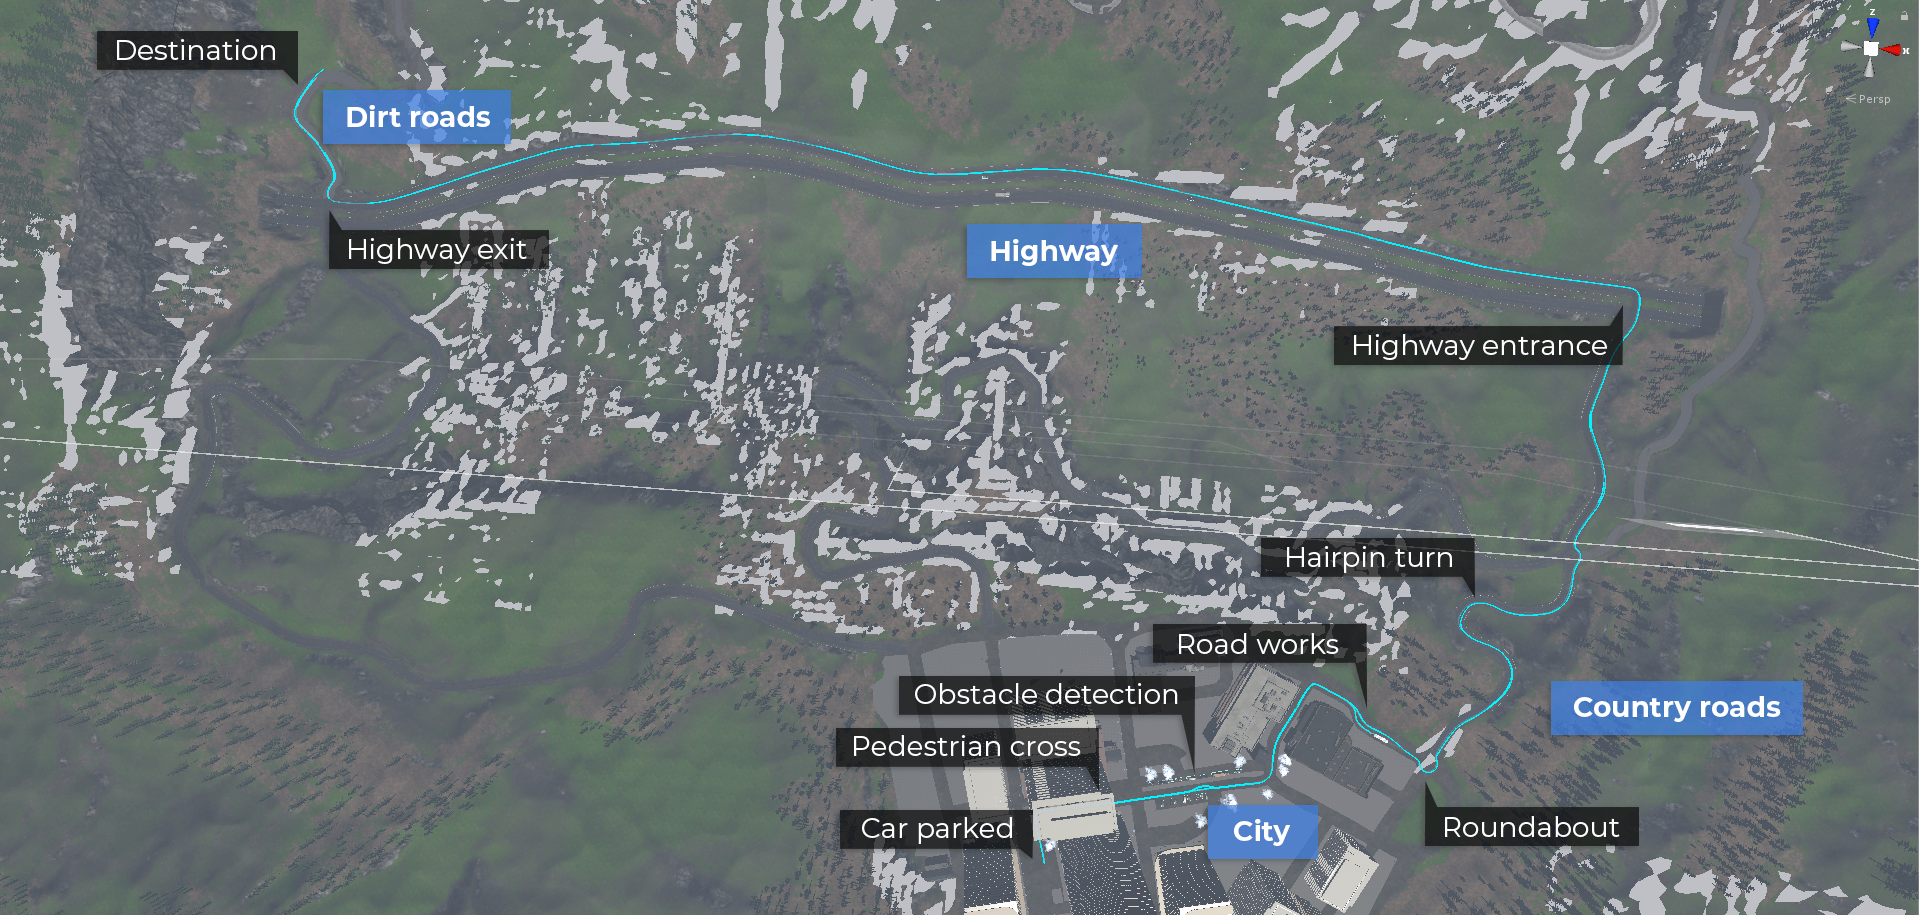 z
x
< Persp
Destination
Dirt roads
Highway exit
Highway
Highway entrance
Hairpin turn
Road works
Obstacle detection
Country roads
Pedestrian cross
Car parked
City
Roundabout